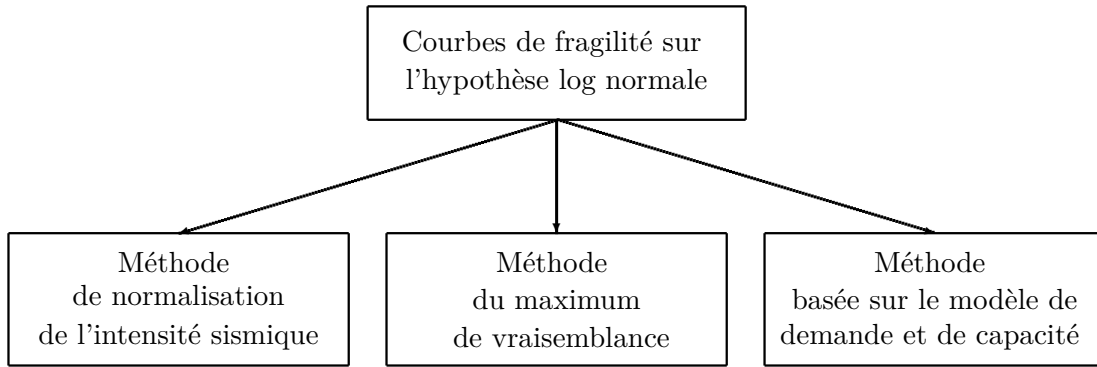 Courbes de fragilité sur
l'hypothèse log normale
Méthode
de normalisation
de l'intensité sismique
Méthode
du maximum
de vraisemblance
Méthode
basée sur le modèle de
demande et de capacité